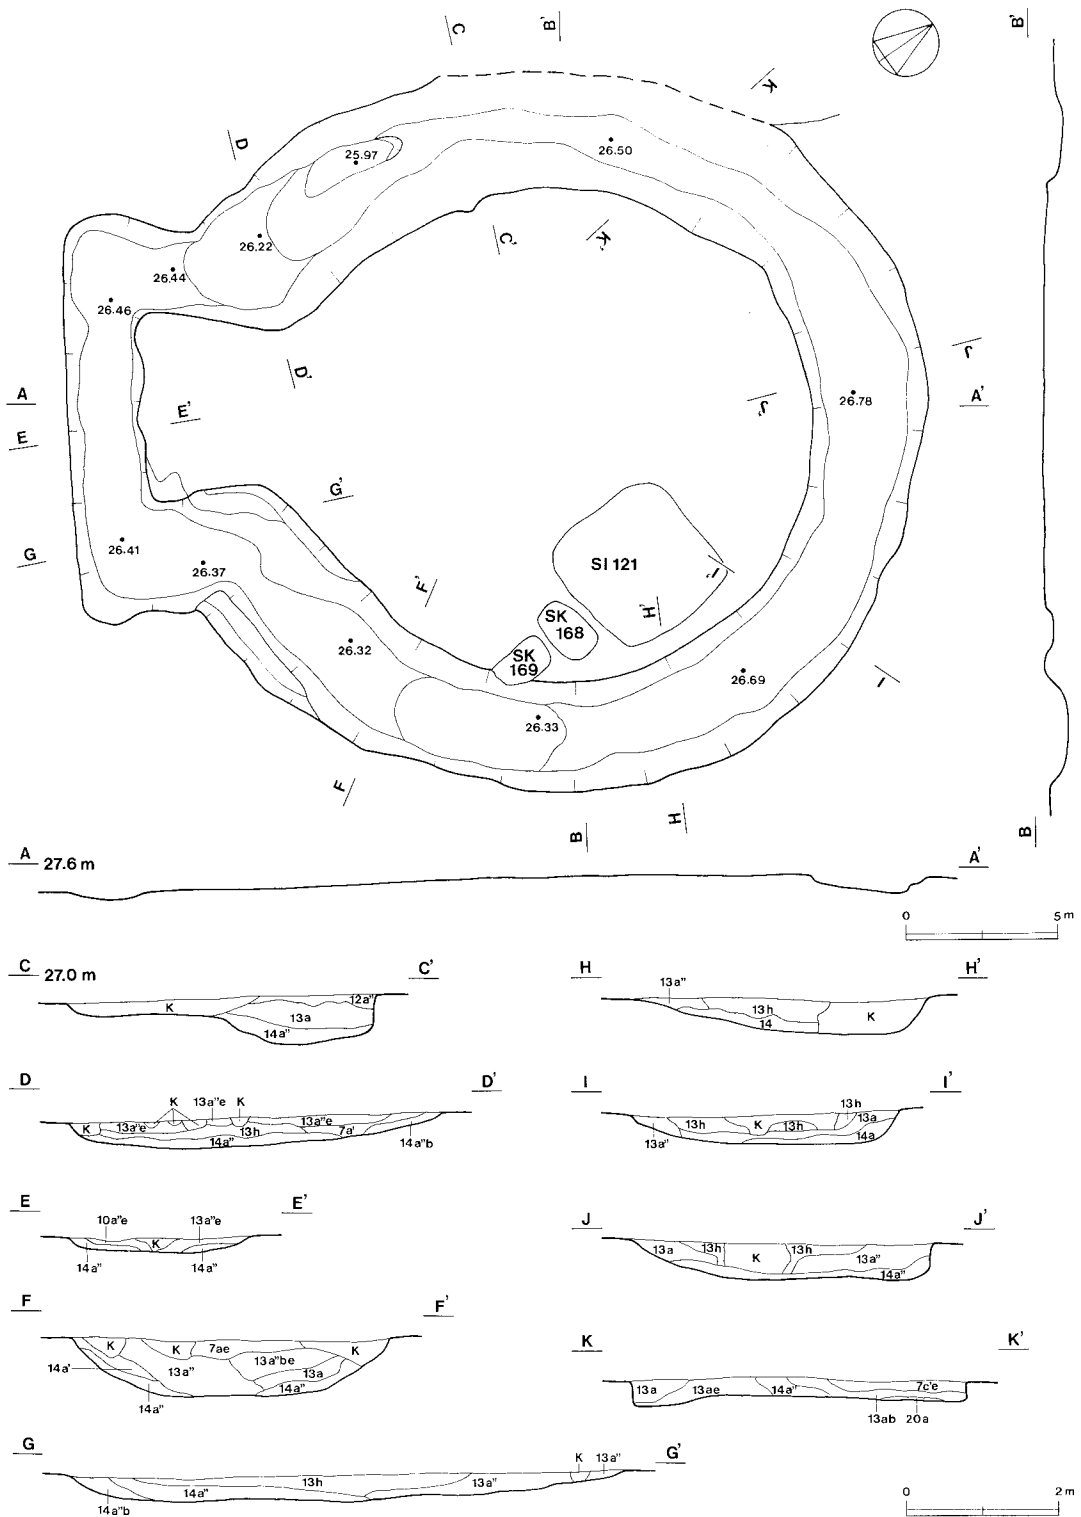 C
B'
B'
K
D
25.97
26.50
26.22
C'
K'
26.44
26.46
D'
J
A
E'
J'
A'
26.78
E
G'
G
26.41
26.37
F'
SI 121
I'
H'
SK
168
SK
169
26.32
26.69
I
26.33
F
B
H
B
A 27.6 m
A'
0 5 m
C 27.0 m
C'
12a"
K
13a
14a"
H
H'
13a"
13h
14
K
D
D'
K 13a"e K
K 13a"e 13h 13a"e 7a'
14a"
14a"b
I
I'
13h
13h K 13h 13a
13a" 14a
E
E'
10a"e 13a"e
K
14a" 14a"
J
J'
13a 13h K 13h 13a"
14a"
F
F'
K K 7ae K
14a' 13a" 13a"be 13a
14a" 14a"
K
K'
13a 13ae 14a" 7c'e
13ab 20a
G
G'
K 13a"
13h 13a"
14a"
14a"b
0 2 m